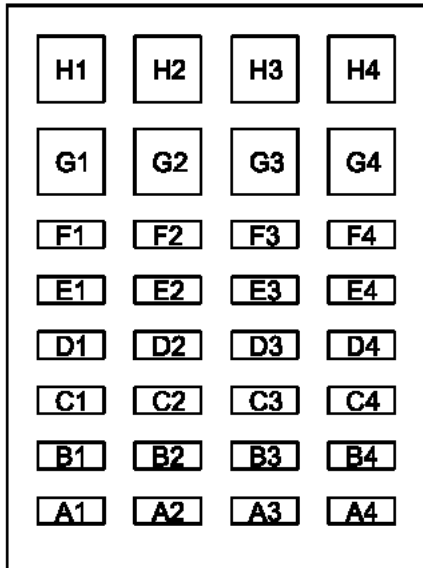 H1 H2 H3 H4
G1 G2 G3 G4
F1 F2 F3 F4
E1 E2 E3 E4
D1 D2 D3 D4
C1 C2 C3 C4
B1 B2 B3 B4
A1 A2 A3 A4